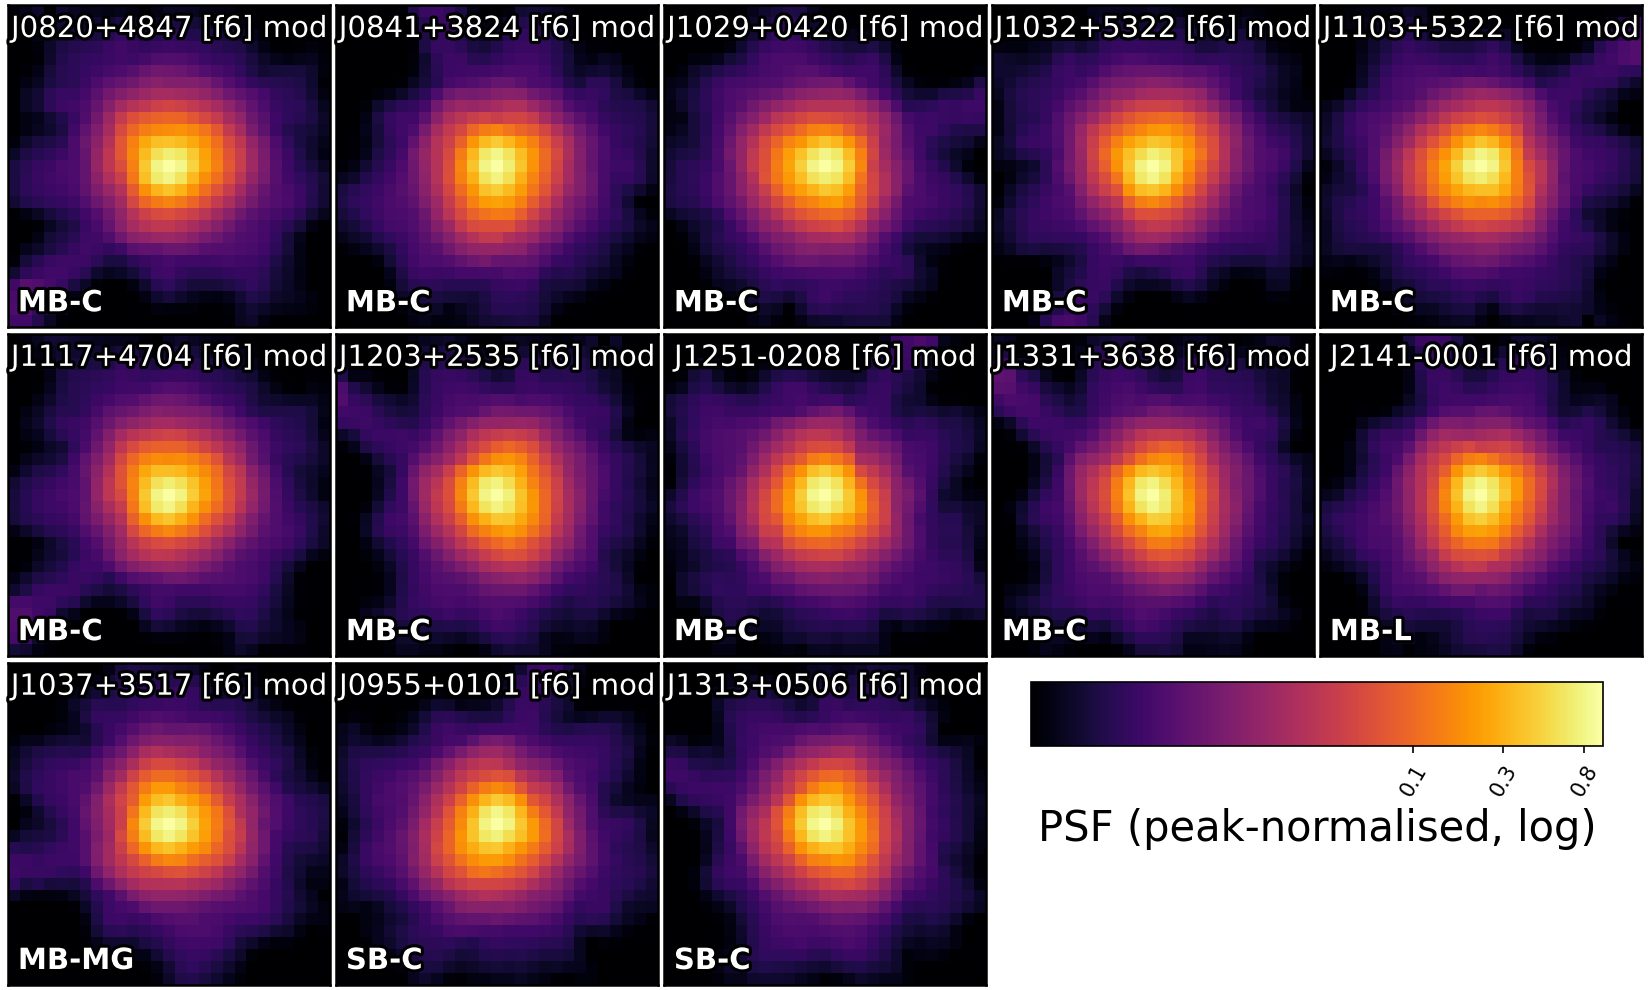 J0820+4847 [f6] mod
MB-C
J0841+3824 [f6] mod
MB-C
J1029+0420 [f6] mod
MB-C
J1032+5322 [f6] mod
MB-C
J1103+5322 [f6] mod
MB-C
J1117+4704 [f6] mod
MB-C
J1203+2535 [f6] mod
MB-C
J1251-0208 [f6] mod
MB-C
J1331+3638 [f6] mod
MB-C
J2141-0001 [f6] mod
MB-L
J1037+3517 [f6] mod
MB-MG
J0955+0101 [f6] mod
SB-C
J1313+0506 [f6] mod
SB-C
0.1
0.3
0.8
PSF (peak-normalised, log)